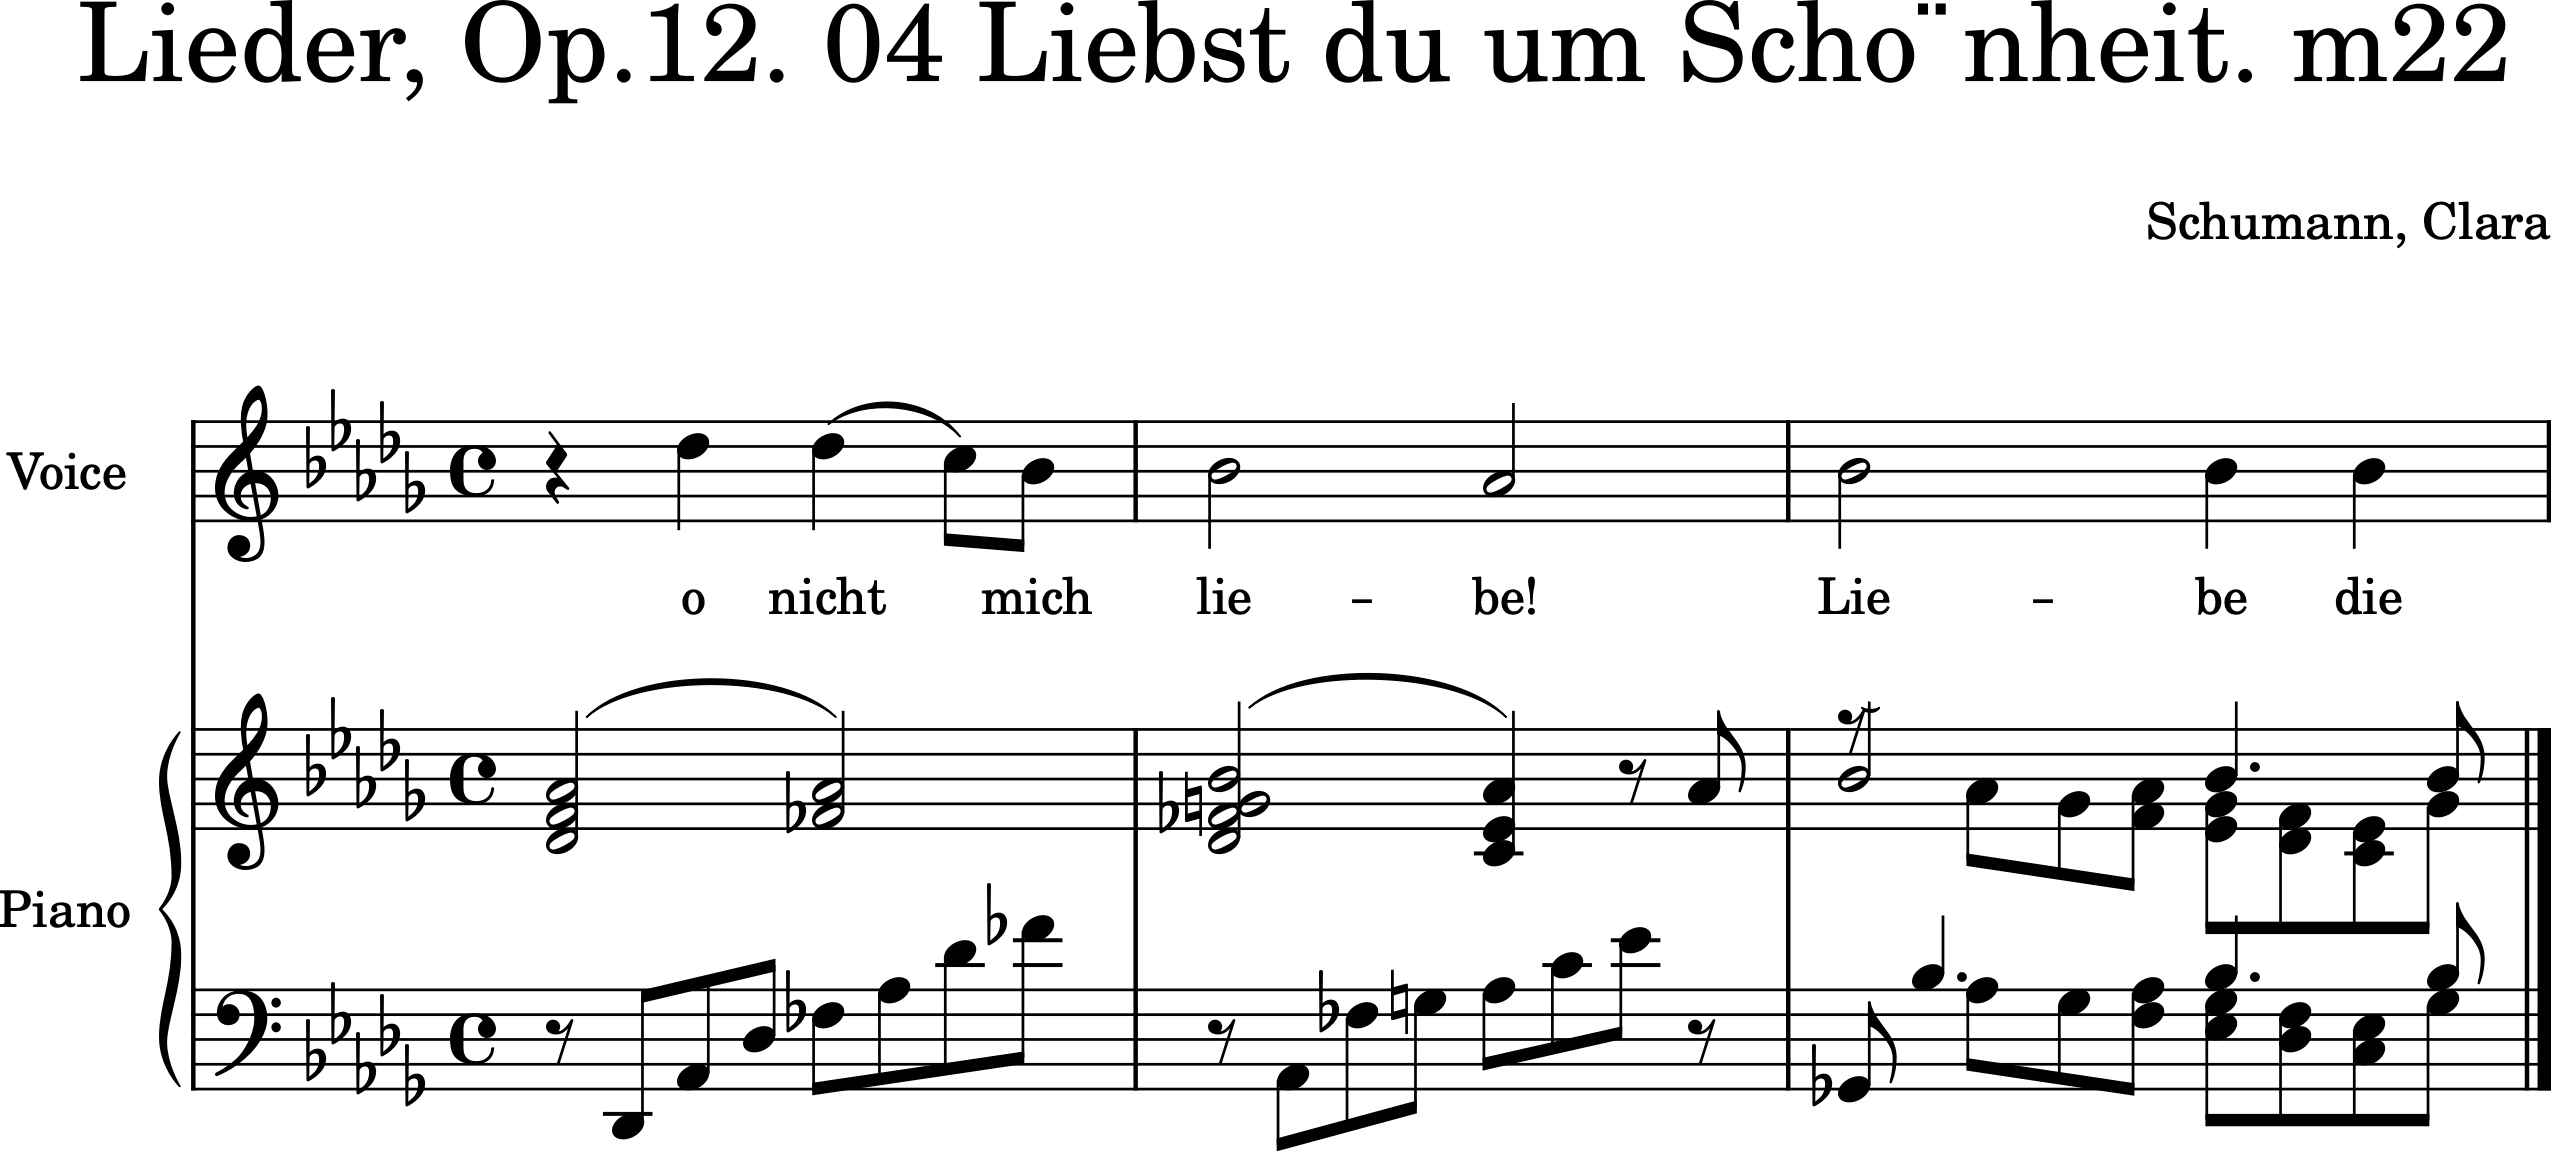 Lieder, Op.12. 04 Liebst du um Scho¨nheit. m22
Schumann, Clara
Voice
o nicht mich lie – be! Lie – be die
Piano